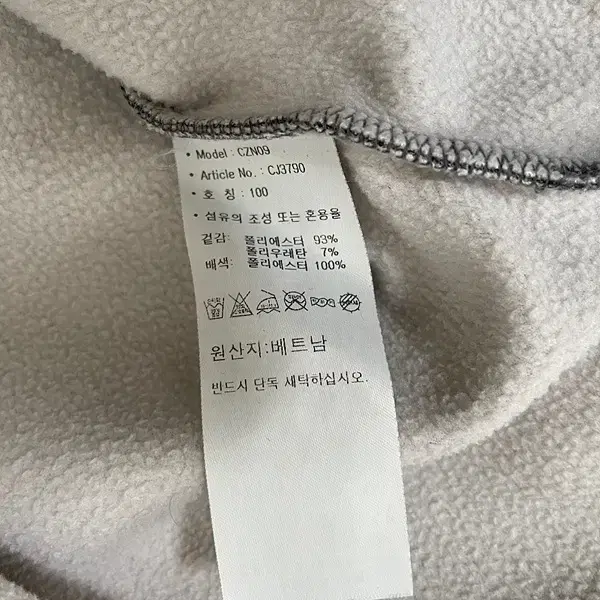 • Model : CZN09
• Article No. : CJ3790
• 호 칭 : 100
• 섬유의 조성 또는 혼용율
겉감: 폴리에스터 93%
폴리우레탄 7%
배색: 폴리에스터 100%
원산지:베트남
반드시 단독 세탁하십시오.